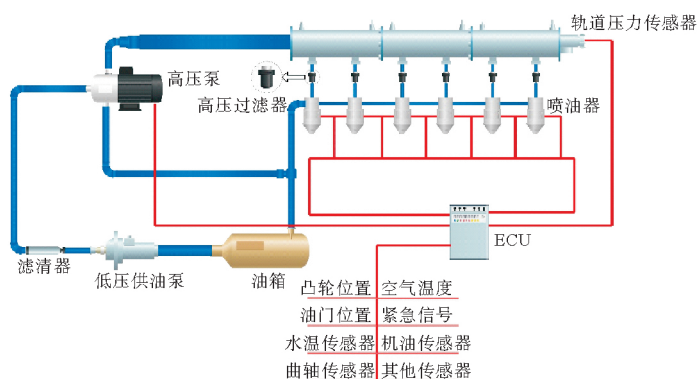 轨道压力传感器
高压泵
高压过滤器
喷油器
ECU
滤清器
低压供油泵
油箱
凸轮位置 空气温度
油门位置 紧急信号
水温传感器 机油传感器
曲轴传感器 其他传感器